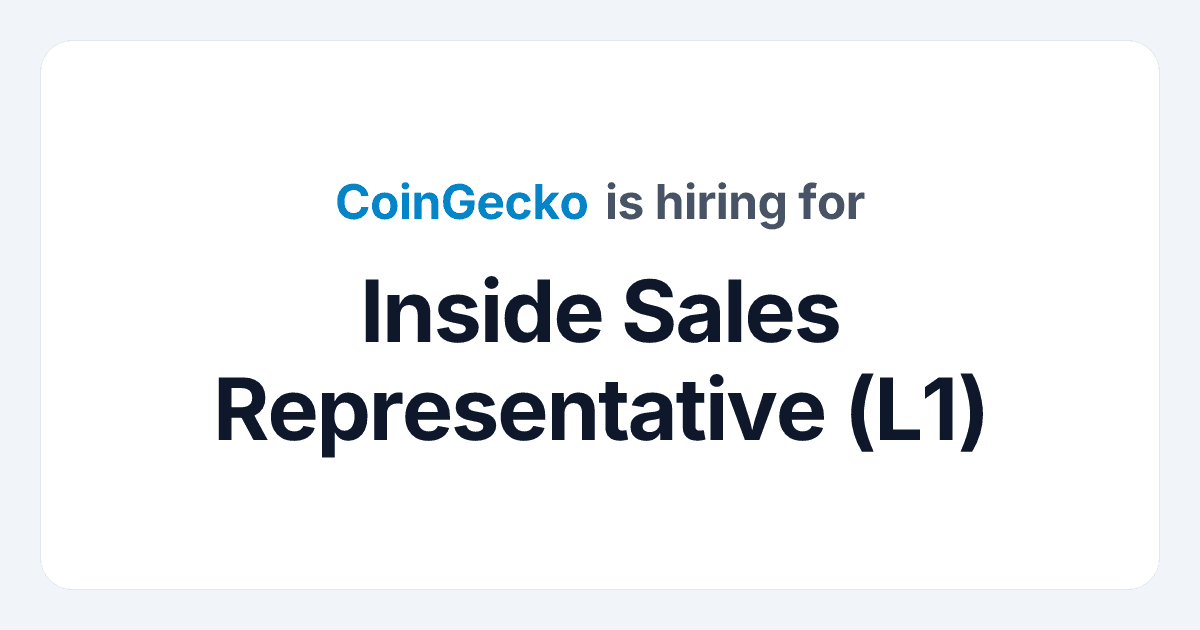 CoinGecko is hiring for
Inside Sales
Representative (L1)